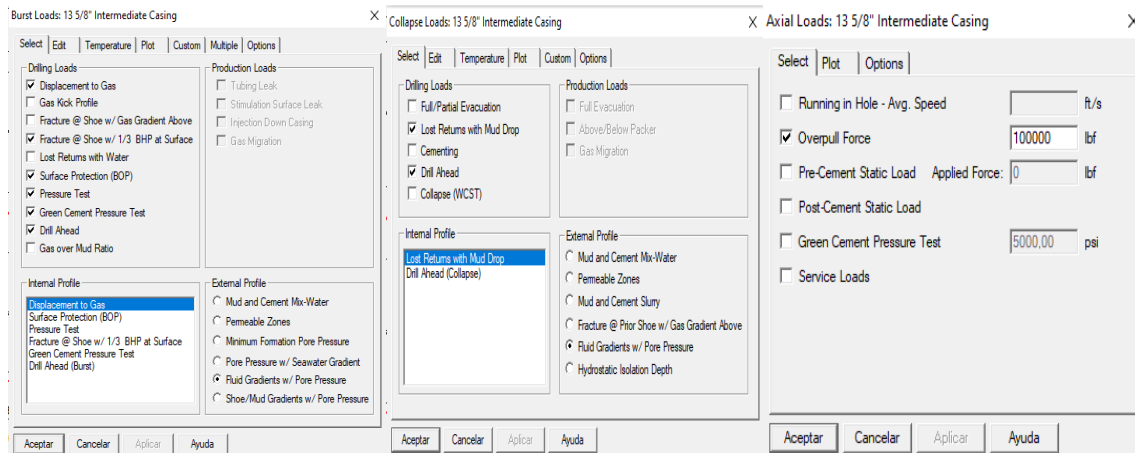 Burst Loads: 13 5/8" Intermediate Casing
Select Edit Temperature Plot Custom Multiple Options
Drilling Loads
Displacement to Gas
Gas Kick Profile
Fracture @ Shoe w/ Gas Gradient Above
Fracture @ Shoe w/ 1/3 BHP at Surface
Lost Returns with Water
Surface Protection (BOP)
Pressure Test
Green Cement Pressure Test
Drill Ahead
Gas over Mud Ratio
Production Loads
Tubing Leak
Stimulation Surface Leak
Injection Down Casing
Gas Migration
Internal Profile
Displacement to Gas
Surface Protection (BOP)
Pressure Test
Fracture @ Shoe w/ 1/3 BHP at Surface
Green Cement Pressure Test
Drill Ahead (Burst)
External Profile
Mud and Cement Mix-Water
Permeable Zones
Minimum Formation Pore Pressure
Pore Pressure w/ Seawater Gradient
Fluid Gradients w/ Pore Pressure
Shoe/Mud Gradients w/ Pore Pressure
Aceptar Cancelar Aplicar Ayuda
Collapse Loads: 13 5/8" Intermediate Casing
Select Edit Temperature Plot Custom Options
Drilling Loads
Full/Partial Evacuation
Lost Returns with Mud Drop
Cementing
Drill Ahead
Collapse (WCST)
Production Loads
Full Evacuation
Above/Below Packer
Gas Migration
Internal Profile
Lost Returns with Mud Drop
Drill Ahead (Collapse)
External Profile
Mud and Cement Mix-Water
Permeable Zones
Mud and Cement Slurry
Fracture @ Prior Shoe w/ Gas Gradient Above
Fluid Gradients w/ Pore Pressure
Hydrostatic Isolation Depth
Aceptar Cancelar Aplicar Ayuda
Axial Loads: 13 5/8" Intermediate Casing
Select Plot Options
Running in Hole - Avg. Speed ft/s
Overpull Force 100000 lbf
Pre-Cement Static Load Applied Force: 0 lbf
Post-Cement Static Load
Green Cement Pressure Test 5000,00 psi
Service Loads
Aceptar Cancelar Aplicar Ayuda